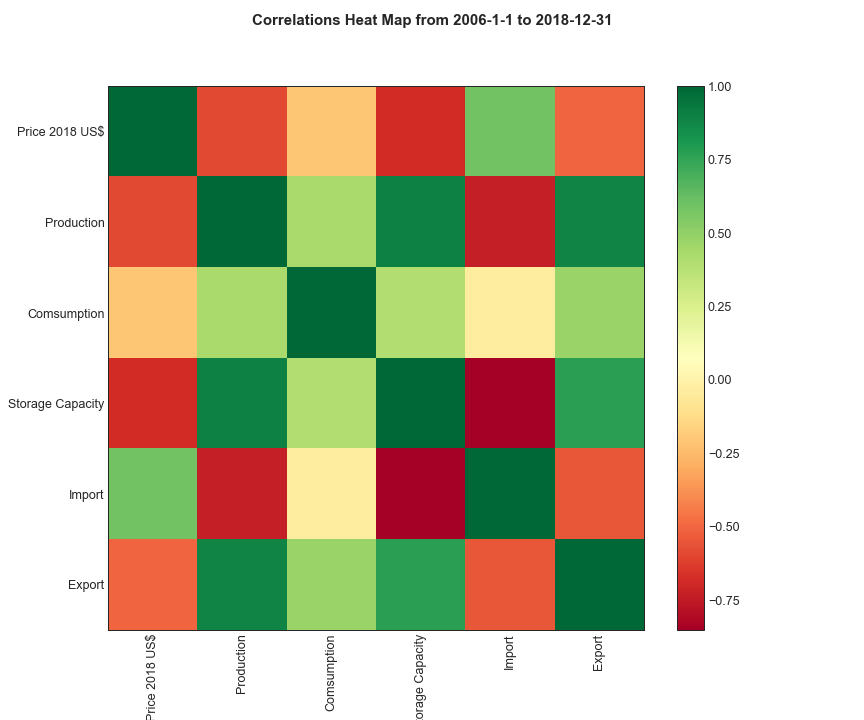 Correlations Heat Map from 2006-1-1 to 2018-12-31
Price 2018 US$
Production
Comsumption
Storage Capacity
Import
Export
1.00
0.75
0.50
0.25
0.00
−0.25
−0.50
−0.75
Price 2018 US$
Production
Comsumption
orage Capacity
Import
Export